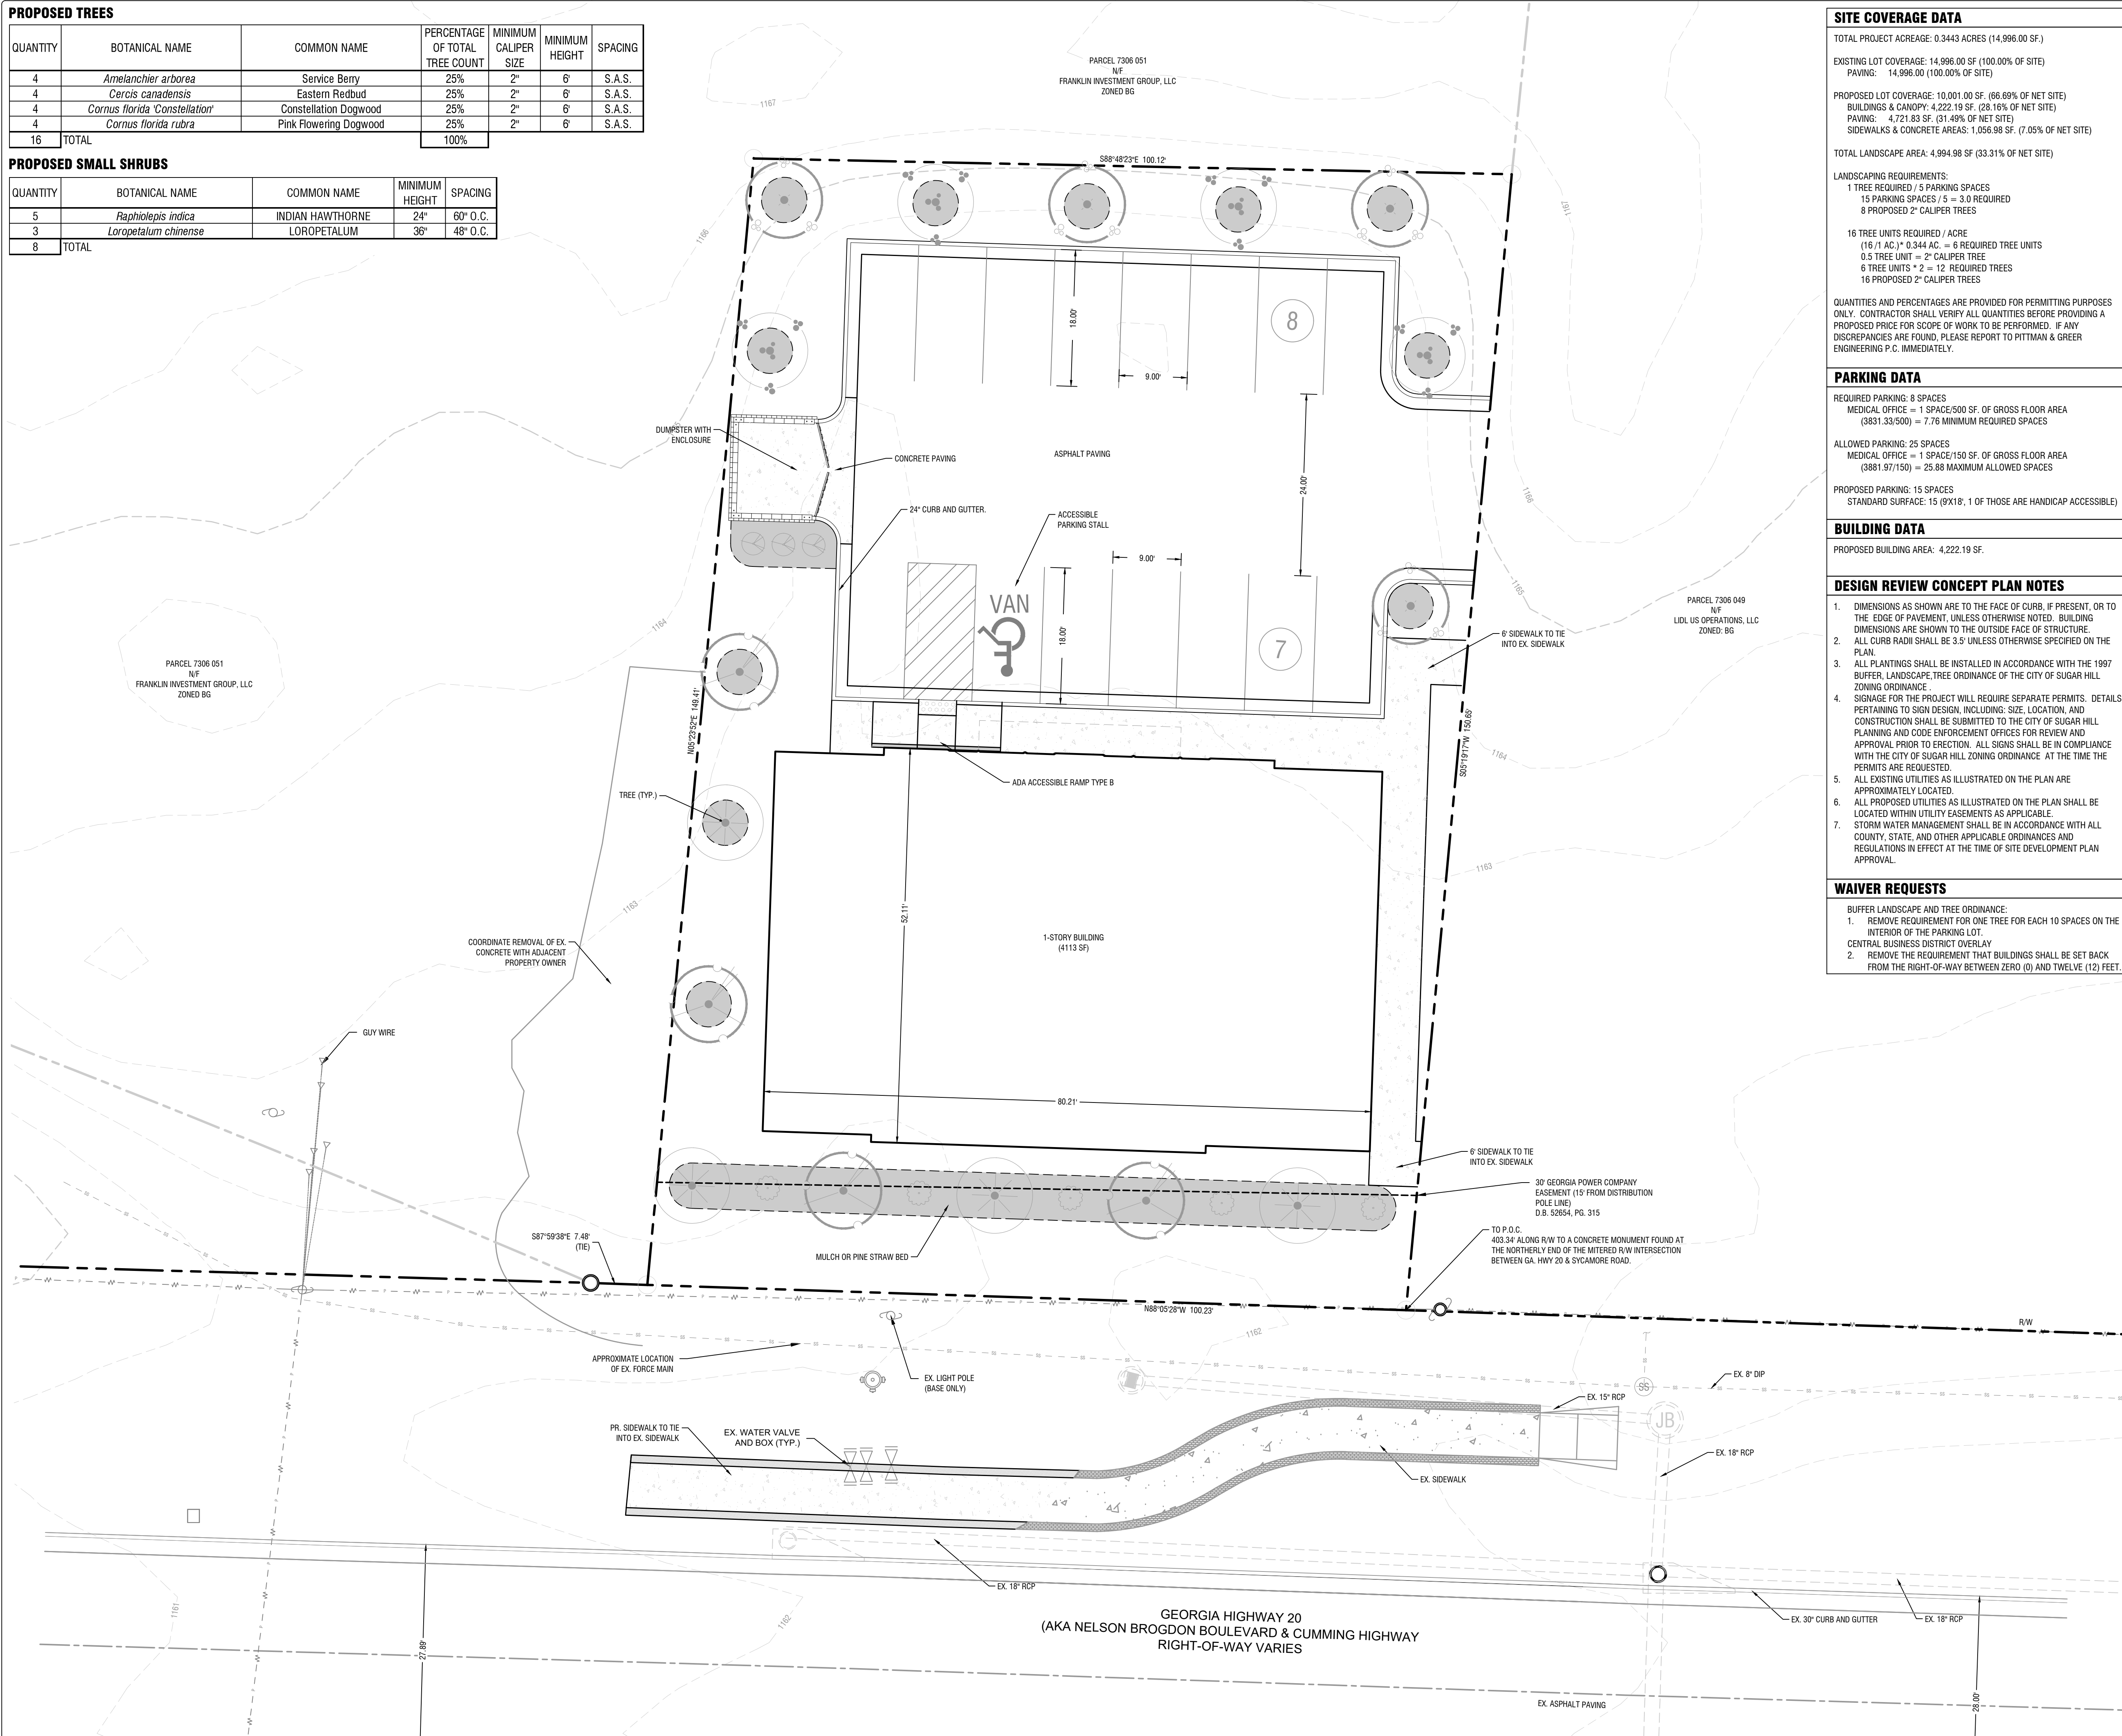 PROPOSED TREES
QUANTITY BOTANICAL NAME COMMON NAME PERCENTAGE OF TOTAL TREE COUNT MINIMUM CALIPER SIZE MINIMUM HEIGHT SPACING
4 Amelanchier arborea Service Berry 25% 2" 6' S.A.S.
4 Cercis canadensis Eastern Redbud 25% 2" 6' S.A.S.
4 Cornus florida 'Constellation' Constellation Dogwood 25% 2" 6' S.A.S.
4 Cornus florida rubra Pink Flowering Dogwood 25% 2" 6' S.A.S.
16 TOTAL 100%
PROPOSED SMALL SHRUBS
QUANTITY BOTANICAL NAME COMMON NAME MINIMUM HEIGHT SPACING
5 Raphiolepis indica INDIAN HAWTHORNE 24" 60" O.C.
3 Loropetalum chinense LOROPETALUM 36" 48" O.C.
8 TOTAL
PARCEL 7306 051
N/F
FRANKLIN INVESTMENT GROUP, LLC
ZONED BG
1167
S88°48'23"E 100.12'
1167
1166
18.00'
8
9.00'
DUMPSTER WITH
ENCLOSURE
CONCRETE PAVING
ASPHALT PAVING
24.00'
1166
24" CURB AND GUTTER.
ACCESSIBLE
PARKING STALL
9.00'
1165
VAN
18.00'
7
1164
6' SIDEWALK TO TIE
INTO EX. SIDEWALK
PARCEL 7306 049
N/F
LIDL US OPERATIONS, LLC
ZONED: BG
PARCEL 7306 051
N/F
FRANKLIN INVESTMENT GROUP, LLC
ZONED BG
N05°23'52"E 149.41'
S05°19'17"W 150.65'
1164
ADA ACCESSIBLE RAMP TYPE B
TREE (TYP.)
1163
1163
52.11'
1-STORY BUILDING
(4113 SF)
COORDINATE REMOVAL OF EX.
CONCRETE WITH ADJACENT
PROPERTY OWNER
GUY WIRE
80.21'
6' SIDEWALK TO TIE
INTO EX. SIDEWALK
30' GEORGIA POWER COMPANY
EASEMENT (15' FROM DISTRIBUTION
POLE LINE)
D.B. 52654, PG. 315
S87°59'38"E 7.48'
(TIE)
MULCH OR PINE STRAW BED
TO P.O.C.
403.34' ALONG R/W TO A CONCRETE MONUMENT FOUND AT
THE NORTHERLY END OF THE MITERED R/W INTERSECTION
BETWEEN GA. HWY 20 & SYCAMORE ROAD.
N88°05'28"W 100.23'
R/W
1162
APPROXIMATE LOCATION
OF EX. FORCE MAIN
EX. LIGHT POLE
(BASE ONLY)
EX. 8" DIP
SS
EX. 15" RCP
JB
PR. SIDEWALK TO TIE
INTO EX. SIDEWALK
EX. WATER VALVE
AND BOX (TYP.)
EX. 18" RCP
EX. SIDEWALK
EX. 18" RCP
1161
1162
27.89'
GEORGIA HIGHWAY 20
(AKA NELSON BROGDON BOULEVARD & CUMMING HIGHWAY
RIGHT-OF-WAY VARIES
EX. 30" CURB AND GUTTER
EX. 18" RCP
EX. ASPHALT PAVING
28.00'
SITE COVERAGE DATA
TOTAL PROJECT ACREAGE: 0.3443 ACRES (14,996.00 SF.)
EXISTING LOT COVERAGE: 14,996.00 SF (100.00% OF SITE)
PAVING: 14,996.00 (100.00% OF SITE)
PROPOSED LOT COVERAGE: 10,001.00 SF. (66.69% OF NET SITE)
BUILDINGS & CANOPY: 4,222.19 SF. (28.16% OF NET SITE)
PAVING: 4,721.83 SF. (31.49% OF NET SITE)
SIDEWALKS & CONCRETE AREAS: 1,056.98 SF. (7.05% OF NET SITE)
TOTAL LANDSCAPE AREA: 4,994.98 SF (33.31% OF NET SITE)
LANDSCAPING REQUIREMENTS:
1 TREE REQUIRED / 5 PARKING SPACES
15 PARKING SPACES / 5 = 3.0 REQUIRED
8 PROPOSED 2" CALIPER TREES
16 TREE UNITS REQUIRED / ACRE
(16 /1 AC.)* 0.344 AC. = 6 REQUIRED TREE UNITS
0.5 TREE UNIT = 2" CALIPER TREE
6 TREE UNITS * 2 = 12 REQUIRED TREES
16 PROPOSED 2" CALIPER TREES
QUANTITIES AND PERCENTAGES ARE PROVIDED FOR PERMITTING PURPOSES
ONLY. CONTRACTOR SHALL VERIFY ALL QUANTITIES BEFORE PROVIDING A
PROPOSED PRICE FOR SCOPE OF WORK TO BE PERFORMED. IF ANY
DISCREPANCIES ARE FOUND, PLEASE REPORT TO PITTMAN & GREER
ENGINEERING P.C. IMMEDIATELY.
PARKING DATA
REQUIRED PARKING: 8 SPACES
MEDICAL OFFICE = 1 SPACE/500 SF. OF GROSS FLOOR AREA
(3831.33/500) = 7.76 MINIMUM REQUIRED SPACES
ALLOWED PARKING: 25 SPACES
MEDICAL OFFICE = 1 SPACE/150 SF. OF GROSS FLOOR AREA
(3881.97/150) = 25.88 MAXIMUM ALLOWED SPACES
PROPOSED PARKING: 15 SPACES
STANDARD SURFACE: 15 (9X18', 1 OF THOSE ARE HANDICAP ACCESSIBLE)
BUILDING DATA
PROPOSED BUILDING AREA: 4,222.19 SF.
DESIGN REVIEW CONCEPT PLAN NOTES
1. DIMENSIONS AS SHOWN ARE TO THE FACE OF CURB, IF PRESENT, OR TO
THE EDGE OF PAVEMENT, UNLESS OTHERWISE NOTED. BUILDING
DIMENSIONS ARE SHOWN TO THE OUTSIDE FACE OF STRUCTURE.
2. ALL CURB RADII SHALL BE 3.5' UNLESS OTHERWISE SPECIFIED ON THE
PLAN.
3. ALL PLANTINGS SHALL BE INSTALLED IN ACCORDANCE WITH THE 1997
BUFFER, LANDSCAPE,TREE ORDINANCE OF THE CITY OF SUGAR HILL
ZONING ORDINANCE .
4. SIGNAGE FOR THE PROJECT WILL REQUIRE SEPARATE PERMITS. DETAILS
PERTAINING TO SIGN DESIGN, INCLUDING: SIZE, LOCATION, AND
CONSTRUCTION SHALL BE SUBMITTED TO THE CITY OF SUGAR HILL
PLANNING AND CODE ENFORCEMENT OFFICES FOR REVIEW AND
APPROVAL PRIOR TO ERECTION. ALL SIGNS SHALL BE IN COMPLIANCE
WITH THE CITY OF SUGAR HILL ZONING ORDINANCE AT THE TIME THE
PERMITS ARE REQUESTED.
5. ALL EXISTING UTILITIES AS ILLUSTRATED ON THE PLAN ARE
APPROXIMATELY LOCATED.
6. ALL PROPOSED UTILITIES AS ILLUSTRATED ON THE PLAN SHALL BE
LOCATED WITHIN UTILITY EASEMENTS AS APPLICABLE.
7. STORM WATER MANAGEMENT SHALL BE IN ACCORDANCE WITH ALL
COUNTY, STATE, AND OTHER APPLICABLE ORDINANCES AND
REGULATIONS IN EFFECT AT THE TIME OF SITE DEVELOPMENT PLAN
APPROVAL.
WAIVER REQUESTS
BUFFER LANDSCAPE AND TREE ORDINANCE:
1. REMOVE REQUIREMENT FOR ONE TREE FOR EACH 10 SPACES ON THE
INTERIOR OF THE PARKING LOT.
CENTRAL BUSINESS DISTRICT OVERLAY
2. REMOVE THE REQUIREMENT THAT BUILDINGS SHALL BE SET BACK
FROM THE RIGHT-OF-WAY BETWEEN ZERO (0) AND TWELVE (12) FEET.